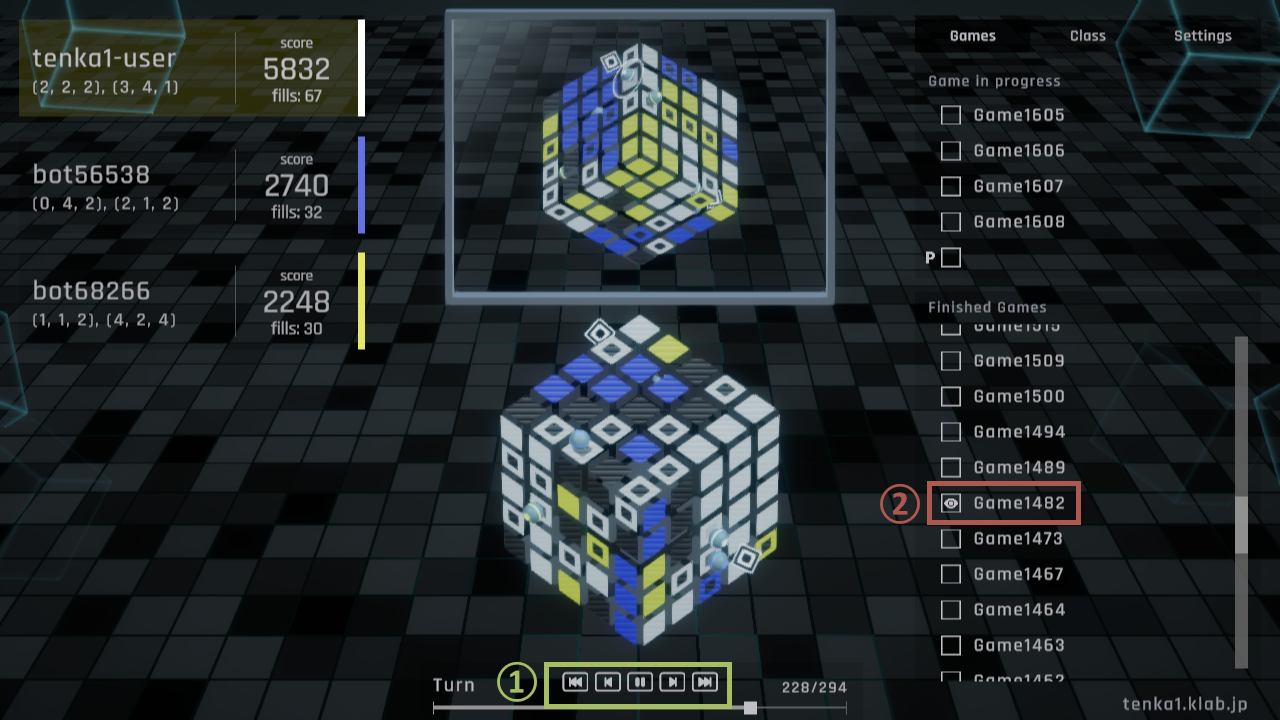 tenka1-user
(2, 2, 2), (3, 4, 1)
score
5832
fills: 67
bot56538
(0, 4, 2), (2, 1, 2)
score
2740
fills: 32
bot68266
(1, 1, 2), (4, 2, 4)
score
2248
fills: 30
Games Class Settings
Game in progress
Game1605
Game1606
Game1607
Game1608
P
Finished Games
Game1515
Game1509
Game1500
Game1494
Game1489
② Game1482
Game1473
Game1467
Game1464
Game1463
Turn ① 228/294
tenka1.klab.jp